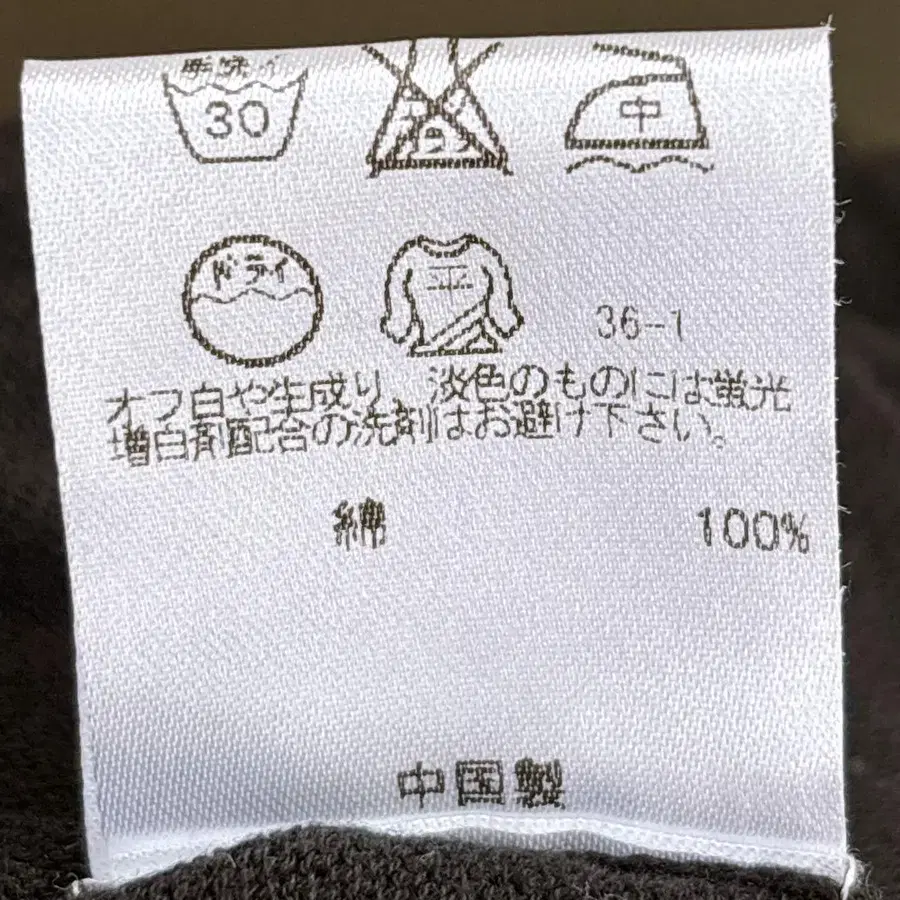 手洗イ
30
中
ドライ
平
36-1
オフ白や生成り、淡色のものには蛍光
増白剤配合の洗剤はお避け下さい。
綿
100%
中国製